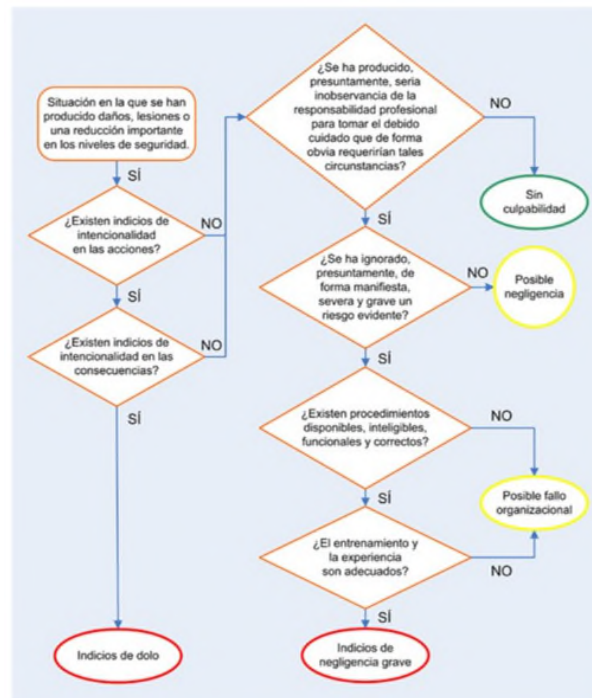 Situación en la que se han
producido daños, lesiones o
una reducción importante
en los niveles de seguridad.
SÍ
¿Existen indicios de
intencionalidad
en las acciones?
NO
SÍ
¿Existen indicios de
intencionalidad en las
consecuencias?
NO
SÍ
Indicios de dolo
¿Se ha producido,
presuntamente, seria
inobservancia de la
responsabilidad profesional
para tomar el debido
cuidado que de forma
obvia requerirían tales
circunstancias?
NO
Sin
culpabilidad
SÍ
¿Se ha ignorado,
presuntamente, de
forma manifiesta,
severa y grave un
riesgo evidente?
NO
Posible
negligencia
SÍ
¿Existen procedimientos
disponibles, inteligibles,
funcionales y correctos?
NO
Posible fallo
organizacional
SÍ
¿El entrenamiento y
la experiencia
son adecuados?
NO
SÍ
Indicios de
negligencia grave